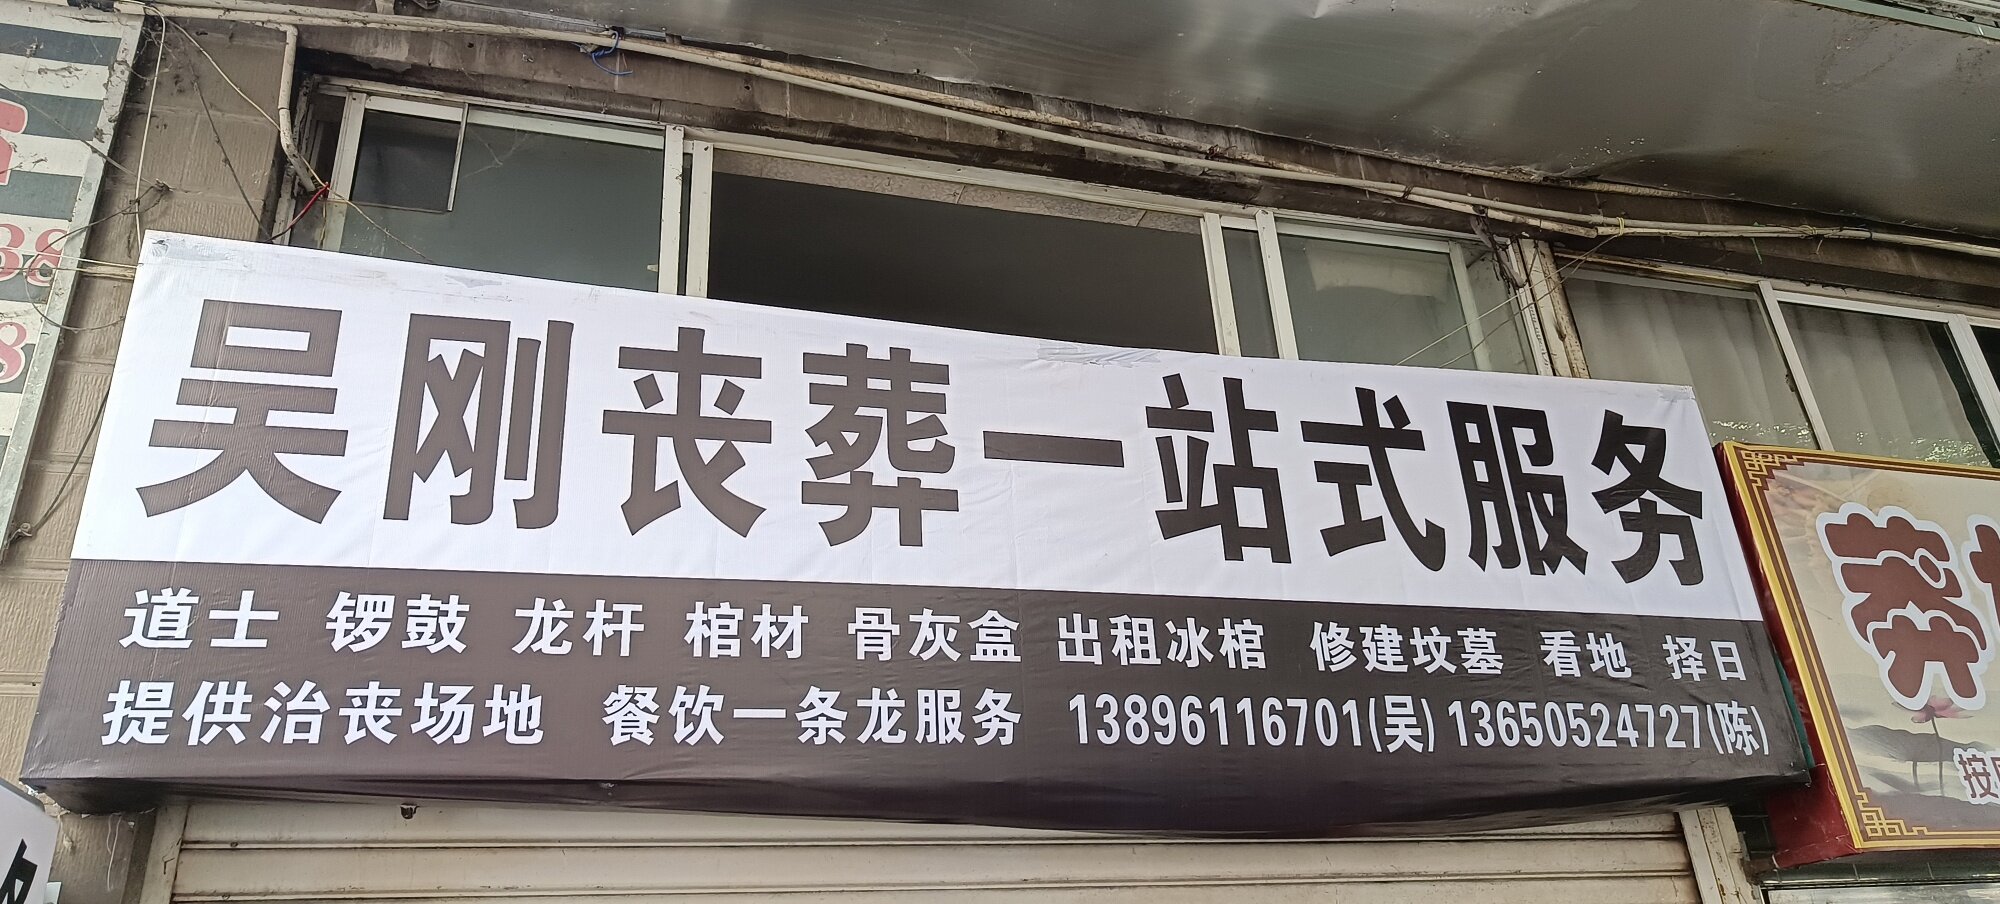 吴刚丧葬一站式服务
道士 锣鼓 龙杆 棺材 骨灰盒 出租冰棺 修建坟墓 看地 择日
提供治丧场地 餐饮一条龙服务 13896116701(吴) 13650524727(陈)
按